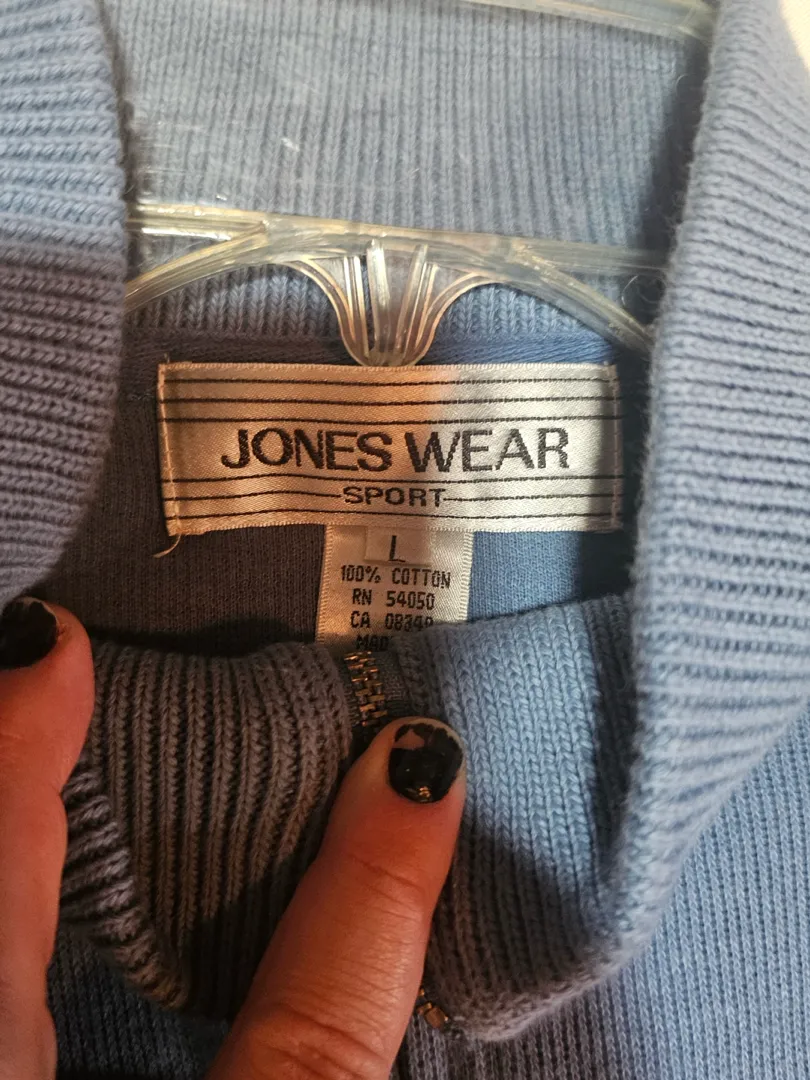 JONES WEAR
SPORT
L
100% COTTON
RN 54050
CA 08349